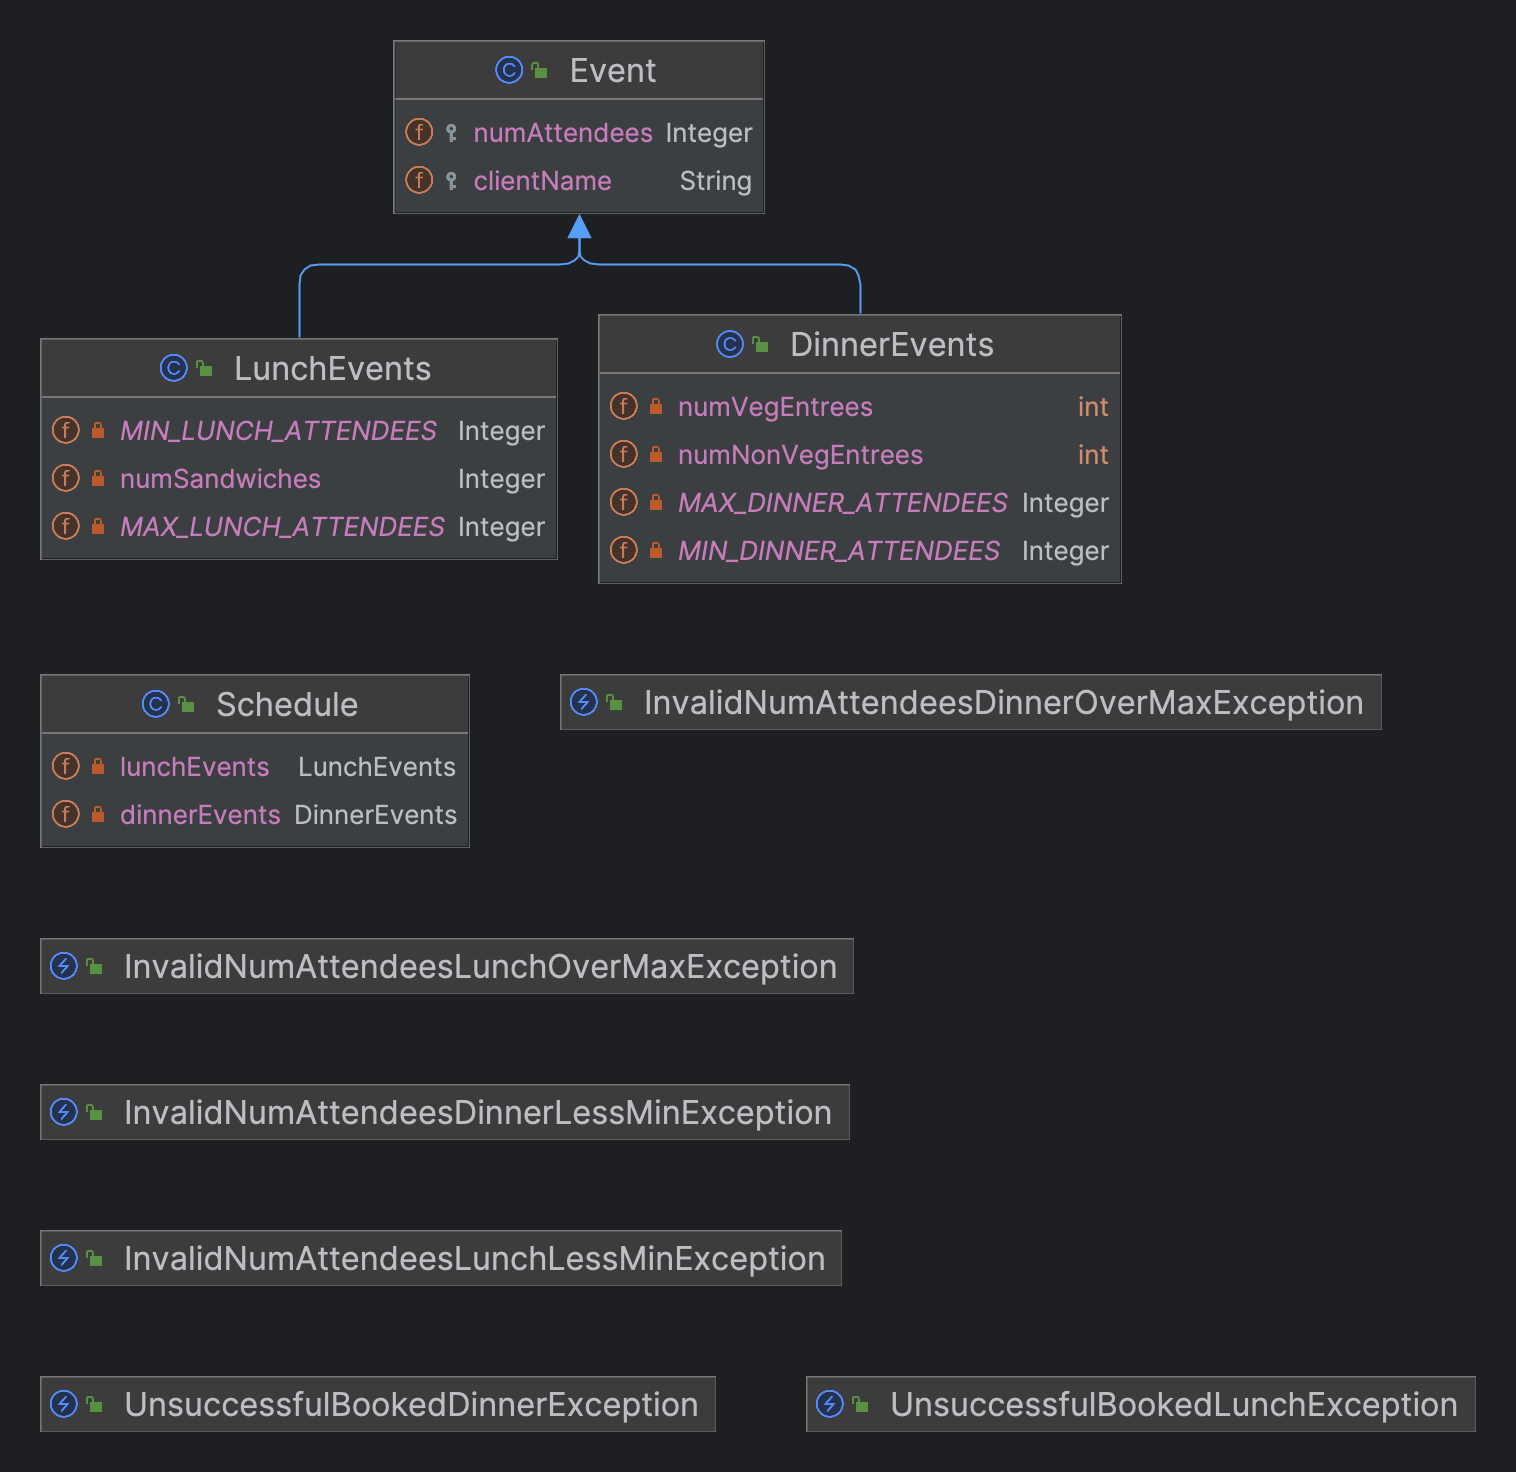 Event
numAttendees Integer
clientName String
LunchEvents
MIN_LUNCH_ATTENDEES Integer
numSandwiches Integer
MAX_LUNCH_ATTENDEES Integer
DinnerEvents
numVegEntrees int
numNonVegEntrees int
MAX_DINNER_ATTENDEES Integer
MIN_DINNER_ATTENDEES Integer
Schedule
lunchEvents LunchEvents
dinnerEvents DinnerEvents
InvalidNumAttendeesDinnerOverMaxException
InvalidNumAttendeesLunchOverMaxException
InvalidNumAttendeesDinnerLessMinException
InvalidNumAttendeesLunchLessMinException
UnsuccessfulBookedDinnerException
UnsuccessfulBookedLunchException